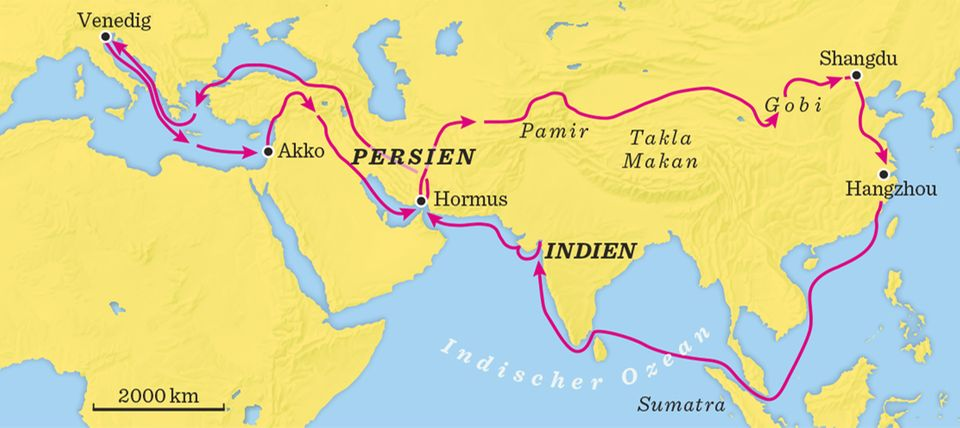 Venedig
Shangdu
Gobi
Pamir
Takla
Makan
Akko
PERSIEN
Hangzhou
Hormus
INDIEN
Indischer Ozean
2000 km
Sumatra